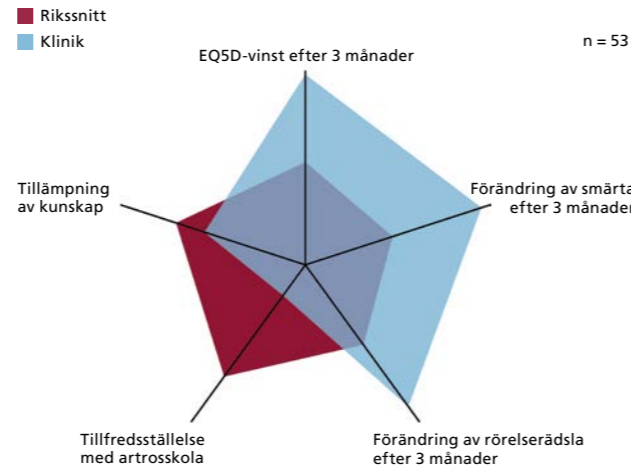 Rikssnitt
Klinik
n = 53
EQ5D-vinst efter 3 månader
Tillämpning
av kunskap
Förändring av smärta
efter 3 månader
Tillfredsställelse
med artrosskola
Förändring av rörelserädsla
efter 3 månader